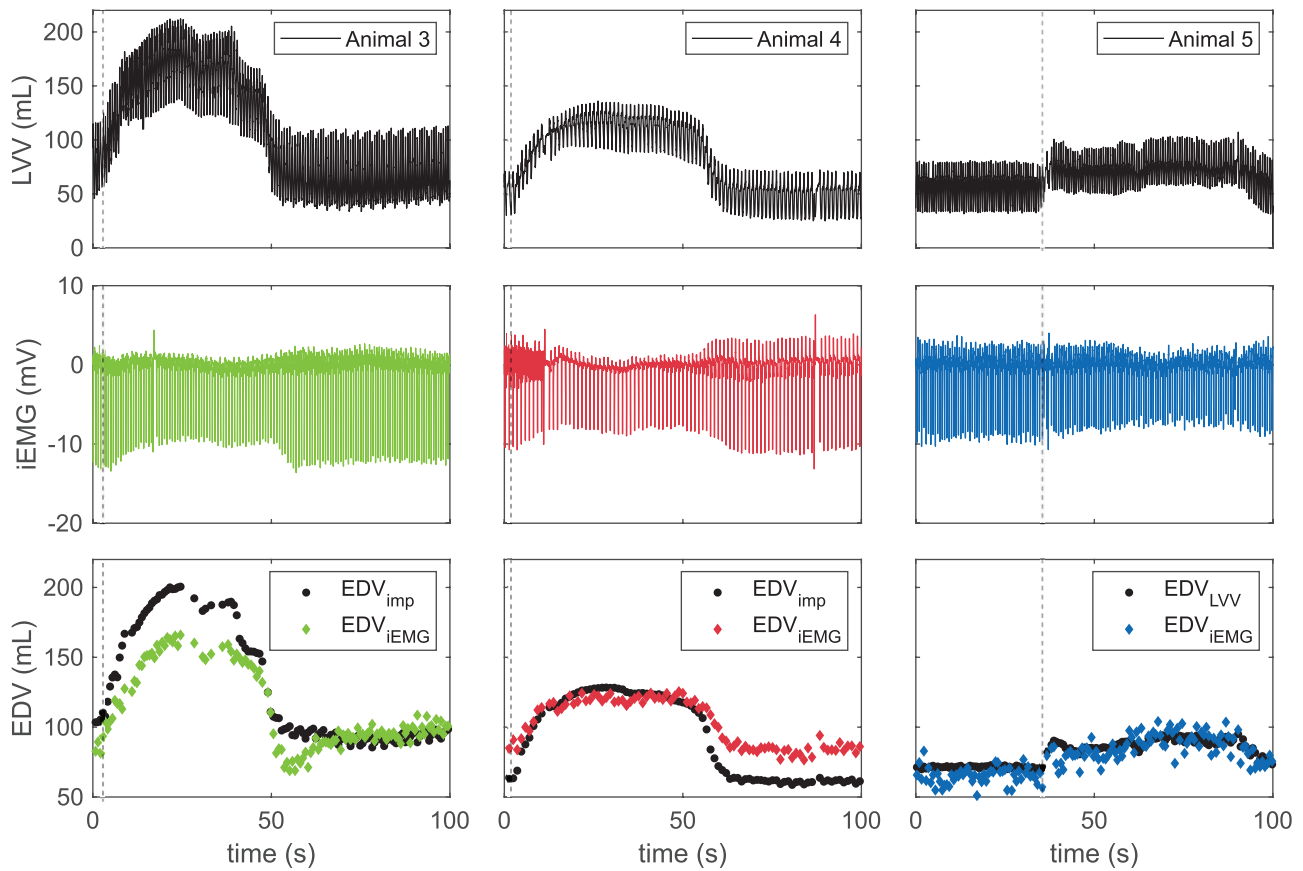 Animal 3
Animal 4
Animal 5
LVV (mL)
200
150
100
50
0
iEMG (mV)
10
0
-10
-20
EDV (mL)
200
150
100
50
EDV_imp
EDV_iEMG
EDV_imp
EDV_iEMG
EDV_LVV
EDV_iEMG
0 50 100
0 50 100
0 50 100
time (s)
time (s)
time (s)